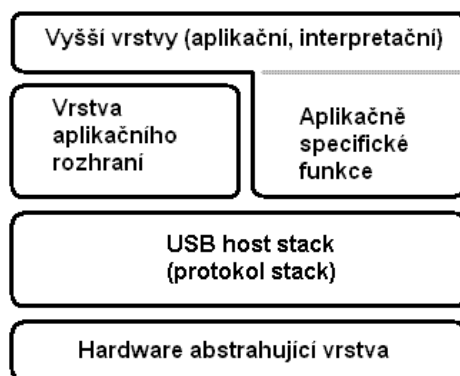 Vyšší vrstvy (aplikační, interpretační)
Vrstva
aplikačního
rozhraní
Aplikačně
specifické
funkce
USB host stack
(protokol stack)
Hardware abstrahující vrstva